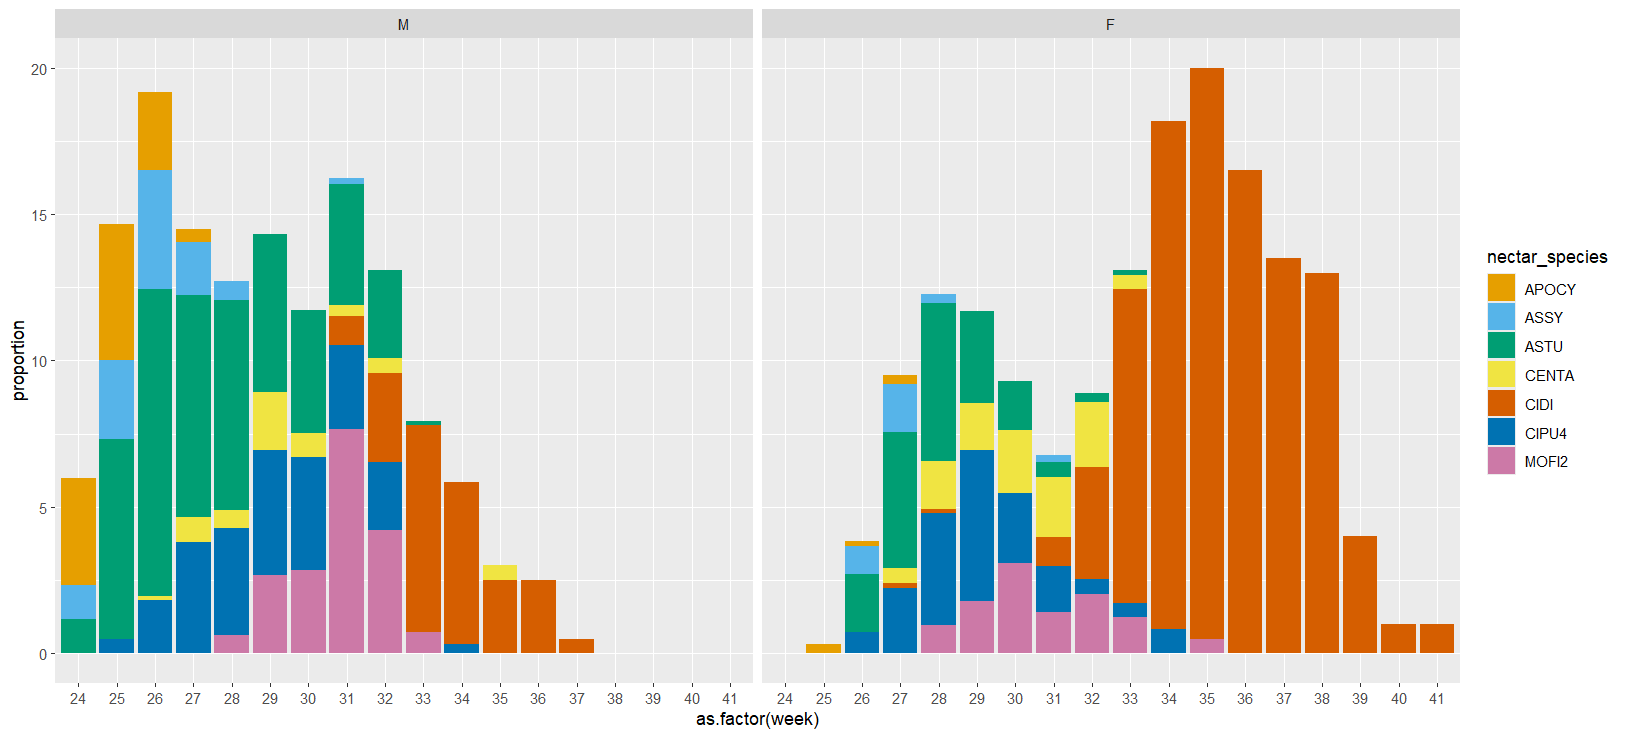 M
F
proportion
20
15
10
5
0
24 25 26 27 28 29 30 31 32 33 34 35 36 37 38 39 40 41
24 25 26 27 28 29 30 31 32 33 34 35 36 37 38 39 40 41
as.factor(week)
nectar_species
APOCY
ASSY
ASTU
CENTA
CIDI
CIPU4
MOFI2